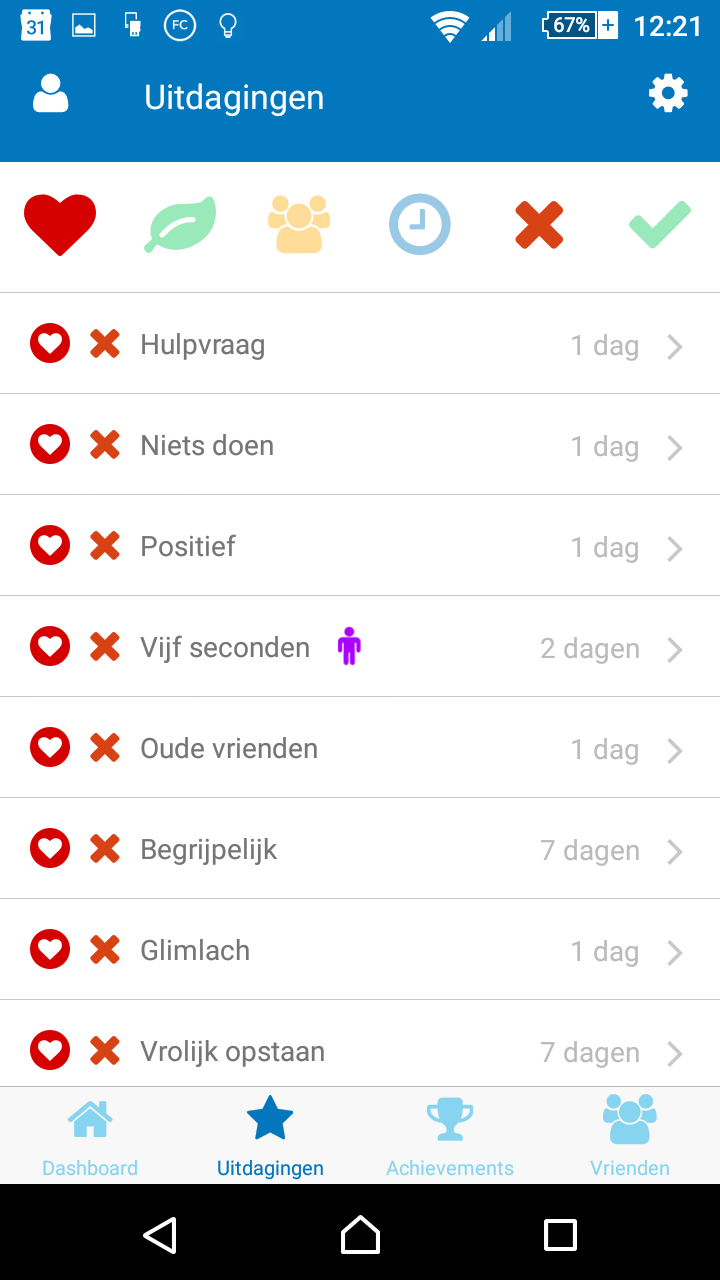 31 FC 67% 12:21
Uitdagingen
Hulpvraag 1 dag
Niets doen 1 dag
Positief 1 dag
Vijf seconden 2 dagen
Oude vrienden 1 dag
Begrijpelijk 7 dagen
Glimlach 1 dag
Vrolijk opstaan 7 dagen
Dashboard Uitdagingen Achievements Vrienden